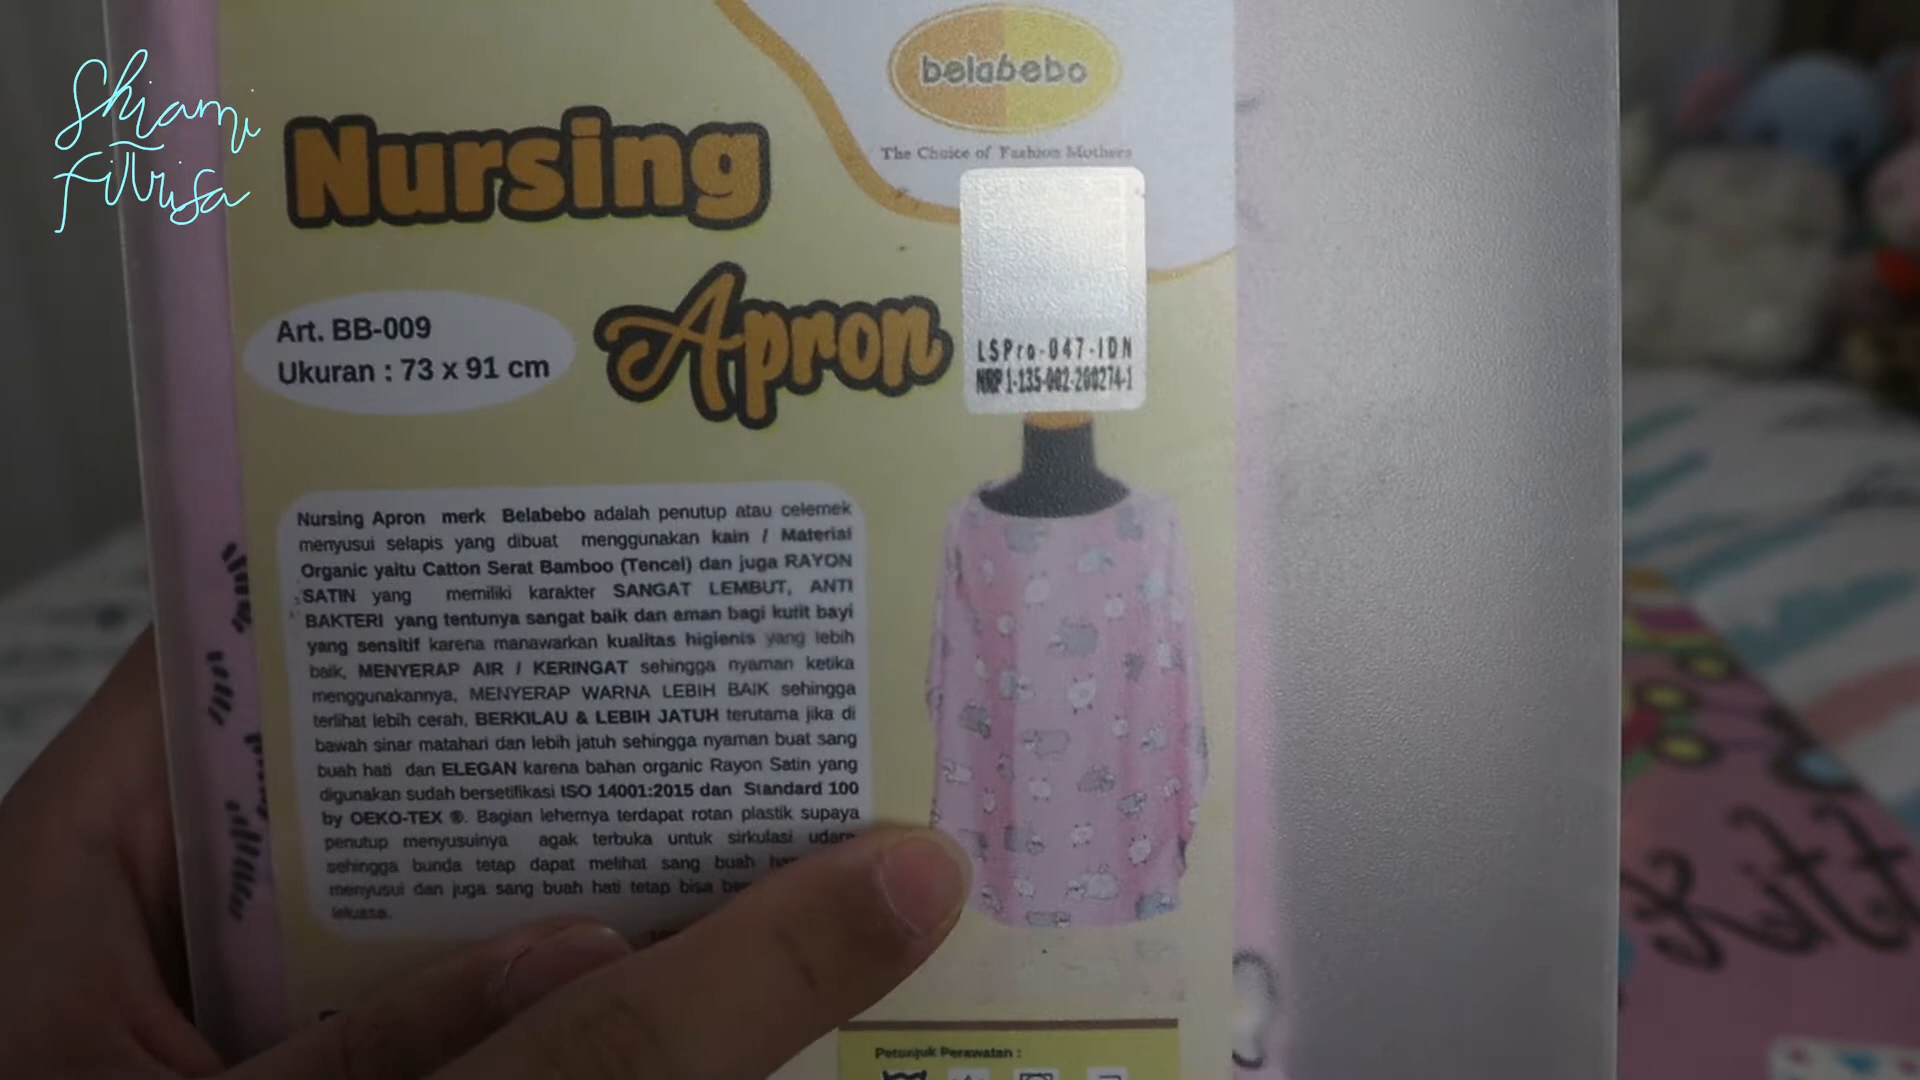 Shiami
Fitrisa
belabebo
The Choice of Fashion Mothers
Nursing
Apron
Art. BB-009
Ukuran : 73 x 91 cm
LSPro-047-IDN
NRP 1-135-002-200274-1
Nursing Apron merk Belabebo adalah penutup atau celemek
menyusui selapis yang dibuat menggunakan kain / Material
Organic yaitu Catton Serat Bamboo (Tencel) dan juga RAYON
SATIN yang memiliki karakter SANGAT LEMBUT, ANTI
BAKTERI yang tentunya sangat baik dan aman bagi kutit bayi
yang sensitif karena manawarkan kualitas higienis yang lebih
baik, MENYERAP AIR / KERINGAT sehingga nyaman ketika
menggunakannya, MENYERAP WARNA LEBIH BAIK sehingga
terlihat lebih cerah, BERKILAU & LEBIH JATUH terutama jika di
bawah sinar matahari dan lebih jatuh sehingga nyaman buat sang
buah hati dan ELEGAN karena bahan organic Rayon Satin yang
digunakan sudah bersetifikasi ISO 14001:2015 dan Standard 100
by OEKO-TEX ®. Bagian lehernya terdapat rotan plastik supaya
penutup menyusuinya agak terbuka untuk sirkulasi udara
sehingga bunda tetap dapat melihat sang buah
menyusui dan juga sang buah hati tetap bisa
leluasa.
Petunjuk Perawatan :